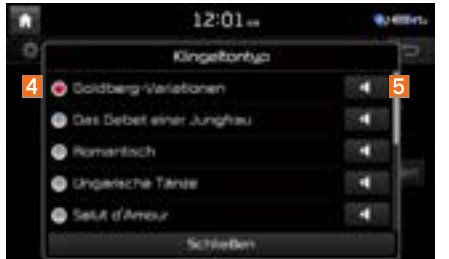 12:01
Klingeltontyp
4 Goldberg-Variationen 5
Das Gebet einer Jungfrau
Romantisch
Ungarische Tänze
Salut d'Amour
Schließen